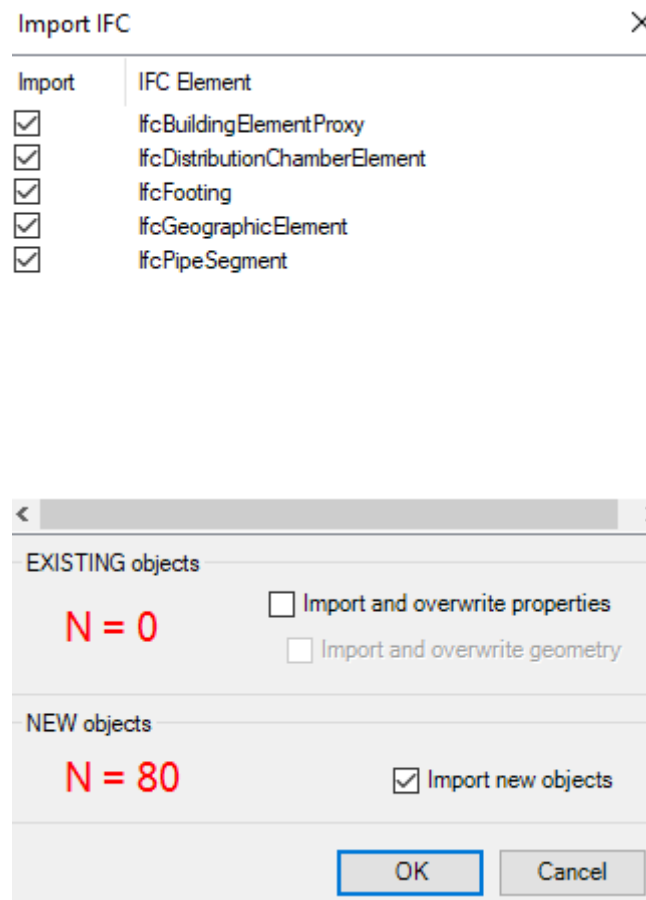 Import IFC
Import IFC Element
IfcBuildingElementProxy
IfcDistributionChamberElement
IfcFooting
IfcGeographicElement
IfcPipeSegment
EXISTING objects
N = 0
Import and overwrite properties
Import and overwrite geometry
NEW objects
N = 80
Import new objects
OK Cancel